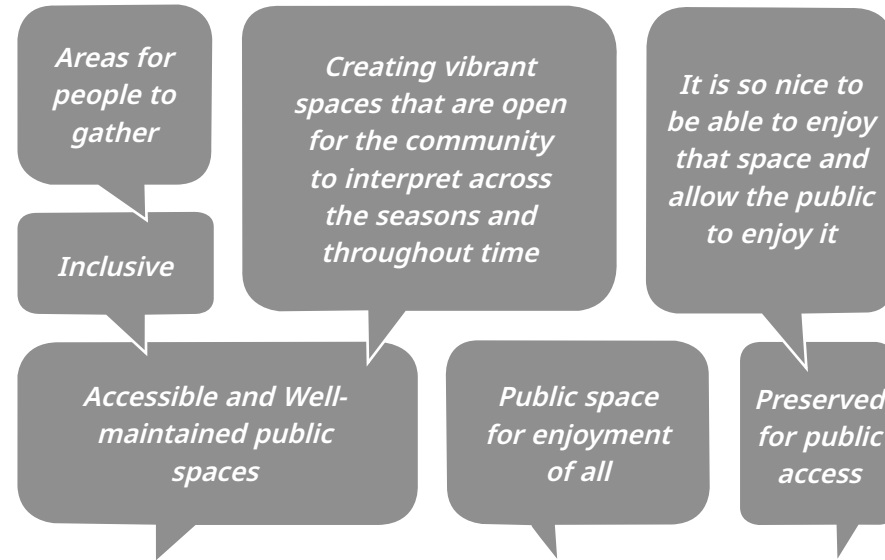 Areas for
people to
gather
Creating vibrant
spaces that are open
for the community
to interpret across
the seasons and
throughout time
It is so nice to
be able to enjoy
that space and
allow the public
to enjoy it
Inclusive
Accessible and Well-
maintained public
spaces
Public space
for enjoyment
of all
Preserved
for public
access